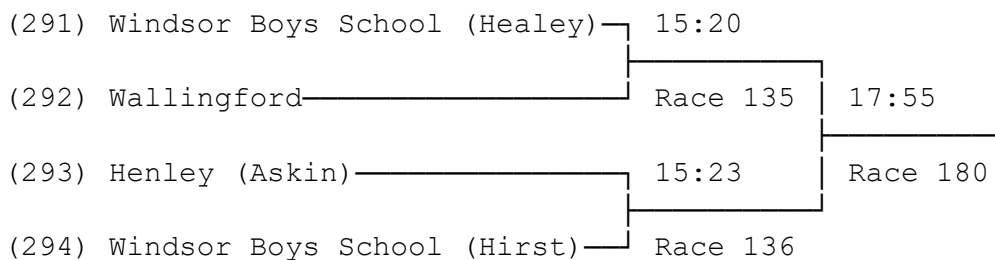 (291) Windsor Boys School (Healey) 15:20
(292) Wallingford Race 135 17:55
(293) Henley (Askin) 15:23 Race 180
(294) Windsor Boys School (Hirst) Race 136